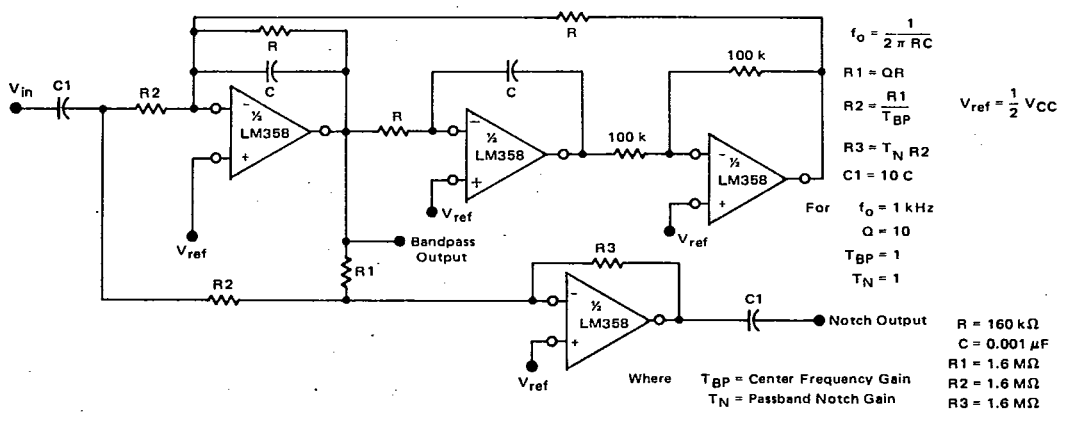 R
R
C
C1
R2
Vin
½
LM358
Vref
R
C
½
LM358
Vref
100 k
100 k
½
LM358
Vref
Bandpass
Output
R1
R2
R3
½
LM358
Vref
C1
Notch Output
fo = 1 / 2 π RC
R1 = QR
R2 = R1 / TBP
R3 = TN R2
C1 = 10 C
Vref = 1/2 VCC
For fo = 1 kHz
Q = 10
TBP = 1
TN = 1
R = 160 kΩ
C = 0.001 μF
R1 = 1.6 MΩ
R2 = 1.6 MΩ
R3 = 1.6 MΩ
Where TBP = Center Frequency Gain
TN = Passband Notch Gain